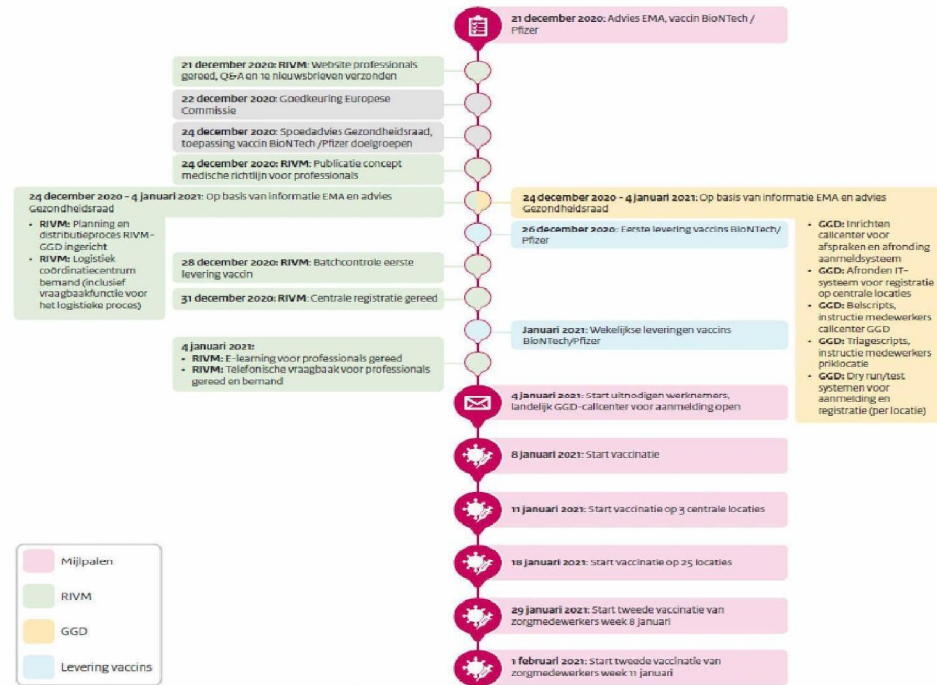 21 december 2020: Advies EMA, vaccin BioNTech /
Pfizer
21 december 2020: RIVM: Website professionals
gereed, Q&A en 1e nieuwsbrieven verzonden
22 december 2020: Goedkeuring Europese
Commissie
24 december 2020: Spoedadvies Gezondheidsraad,
toepassing vaccin BioNTech /Pfizer doelgroepen
24 december 2020: RIVM: Publicatie concept
medische richtlijn voor professionals
24 december 2020 - 4 januari 2021: Op basis van informatie EMA en advies
Gezondheidsraad
• RIVM: Planning en
distributieproces RIVM-
GGD ingericht
• RIVM: Logistiek
coördinatiecentrum
bemand (inclusief
vraagbaakfunctie voor
het logistieke proces)
24 december 2020 - 4 januari 2021: Op basis van informatie EMA en advies
Gezondheidsraad
• GGD: Inrichten
callcenter voor
afspraken en afronding
aanmeldsysteem
• GGD: Afronden IT-
systeem voor registratie
op centrale locaties
• GGD: Belscripts,
instructie medewerkers
callcenter GGD
• GGD: Triagescripts,
instructie medewerkers
priklocatie
• GGD: Dry run/test
systemen voor
aanmelding en
registratie (per locatie)
26 december 2020: Eerste levering vaccins BioNTech/
Pfizer
28 december 2020: RIVM: Batchcontrole eerste
levering vaccin
31 december 2020: RIVM: Centrale registratie gereed
Januari 2021: Wekelijkse leveringen vaccins
BioNTech/Pfizer
4 januari 2021:
• RIVM: E-learning voor professionals gereed
• RIVM: Telefonische vraagbaak voor professionals
gereed en bemand
4 januari 2021: Start uitnodigen werknemers,
landelijk GGD-callcenter voor aanmelding open
8 januari 2021: Start vaccinatie
11 januari 2021: Start vaccinatie op 3 centrale locaties
18 januari 2021: Start vaccinatie op 25 locaties
29 januari 2021: Start tweede vaccinatie van
zorgmedewerkers week 8 januari
1 februari 2021: Start tweede vaccinatie van
zorgmedewerkers week 11 januari
Mijlpalen
RIVM
GGD
Levering vaccins